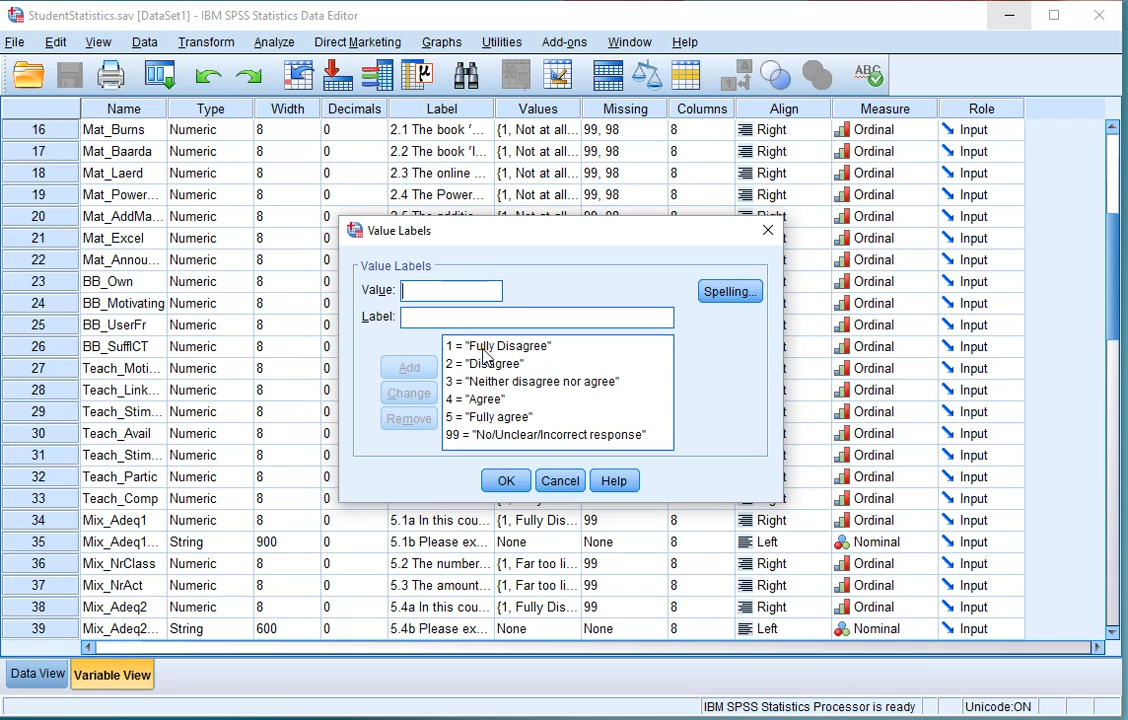 StudentStatistics.sav [DataSet1] - IBM SPSS Statistics Data Editor
File Edit View Data Transform Analyze Direct Marketing Graphs Utilities Add-ons Window Help
A A ABC
Name Type Width Decimals Label Values Missing Columns Align Measure Role
16 Mat_Burns Numeric 8 0 2.1 The book ‘... {1, Not at all... 99, 98 8 Right Ordinal Input
17 Mat_Baarda Numeric 8 0 2.2 The book ‘I... {1, Not at all... 99, 98 8 Right Ordinal Input
18 Mat_Laerd Numeric 8 0 2.3 The online ... {1, Not at all... 99, 98 8 Right Ordinal Input
19 Mat_Power... Numeric 8 0 2.4 The Power... {1, Not at all... 99, 98 8 Right Ordinal Input
20 Mat_AddMa... Numeric 8 0 8 Right Ordinal Input
21 Mat_Excel Numeric 8 0 Ordinal Input
22 Mat_Annou... Numeric 8 0 Ordinal Input
23 BB_Own Numeric 8 0 Ordinal Input
24 BB_Motivating Numeric 8 0 Ordinal Input
25 BB_UserFr Numeric 8 0 Ordinal Input
26 BB_SuffICT Numeric 8 0 Ordinal Input
27 Teach_Moti... Numeric 8 0 Ordinal Input
28 Teach_Link... Numeric 8 0 Ordinal Input
29 Teach_Stim... Numeric 8 0 Ordinal Input
30 Teach_Avail Numeric 8 0 Ordinal Input
31 Teach_Stim... Numeric 8 0 Ordinal Input
32 Teach_Partic Numeric 8 0 Ordinal Input
33 Teach_Comp Numeric 8 0 Ordinal Input
34 Mix_Adeq1 Numeric 8 0 5.1a In this cou... {1, Fully Dis... 99 8 Right Ordinal Input
35 Mix_Adeq1... String 900 0 5.1b Please ex... None None 8 Left Nominal Input
36 Mix_NrClass Numeric 8 0 5.2 The number... {1, Far too li... 99 8 Right Ordinal Input
37 Mix_NrAct Numeric 8 0 5.3 The amount... {1, Far too li... 99 8 Right Ordinal Input
38 Mix_Adeq2 Numeric 8 0 5.4a In this cou... {1, Fully Dis... 99 8 Right Ordinal Input
39 Mix_Adeq2... String 600 0 5.4b Please ex... None None 8 Left Nominal Input
Value Labels
Value Labels
Value: Spelling...
Label:
1 = "Fully Disagree"
2 = "Disagree"
3 = "Neither disagree nor agree"
4 = "Agree"
5 = "Fully agree"
99 = "No/Unclear/Incorrect response"
Add
Change
Remove
OK Cancel Help
Data View Variable View
IBM SPSS Statistics Processor is ready Unicode:ON